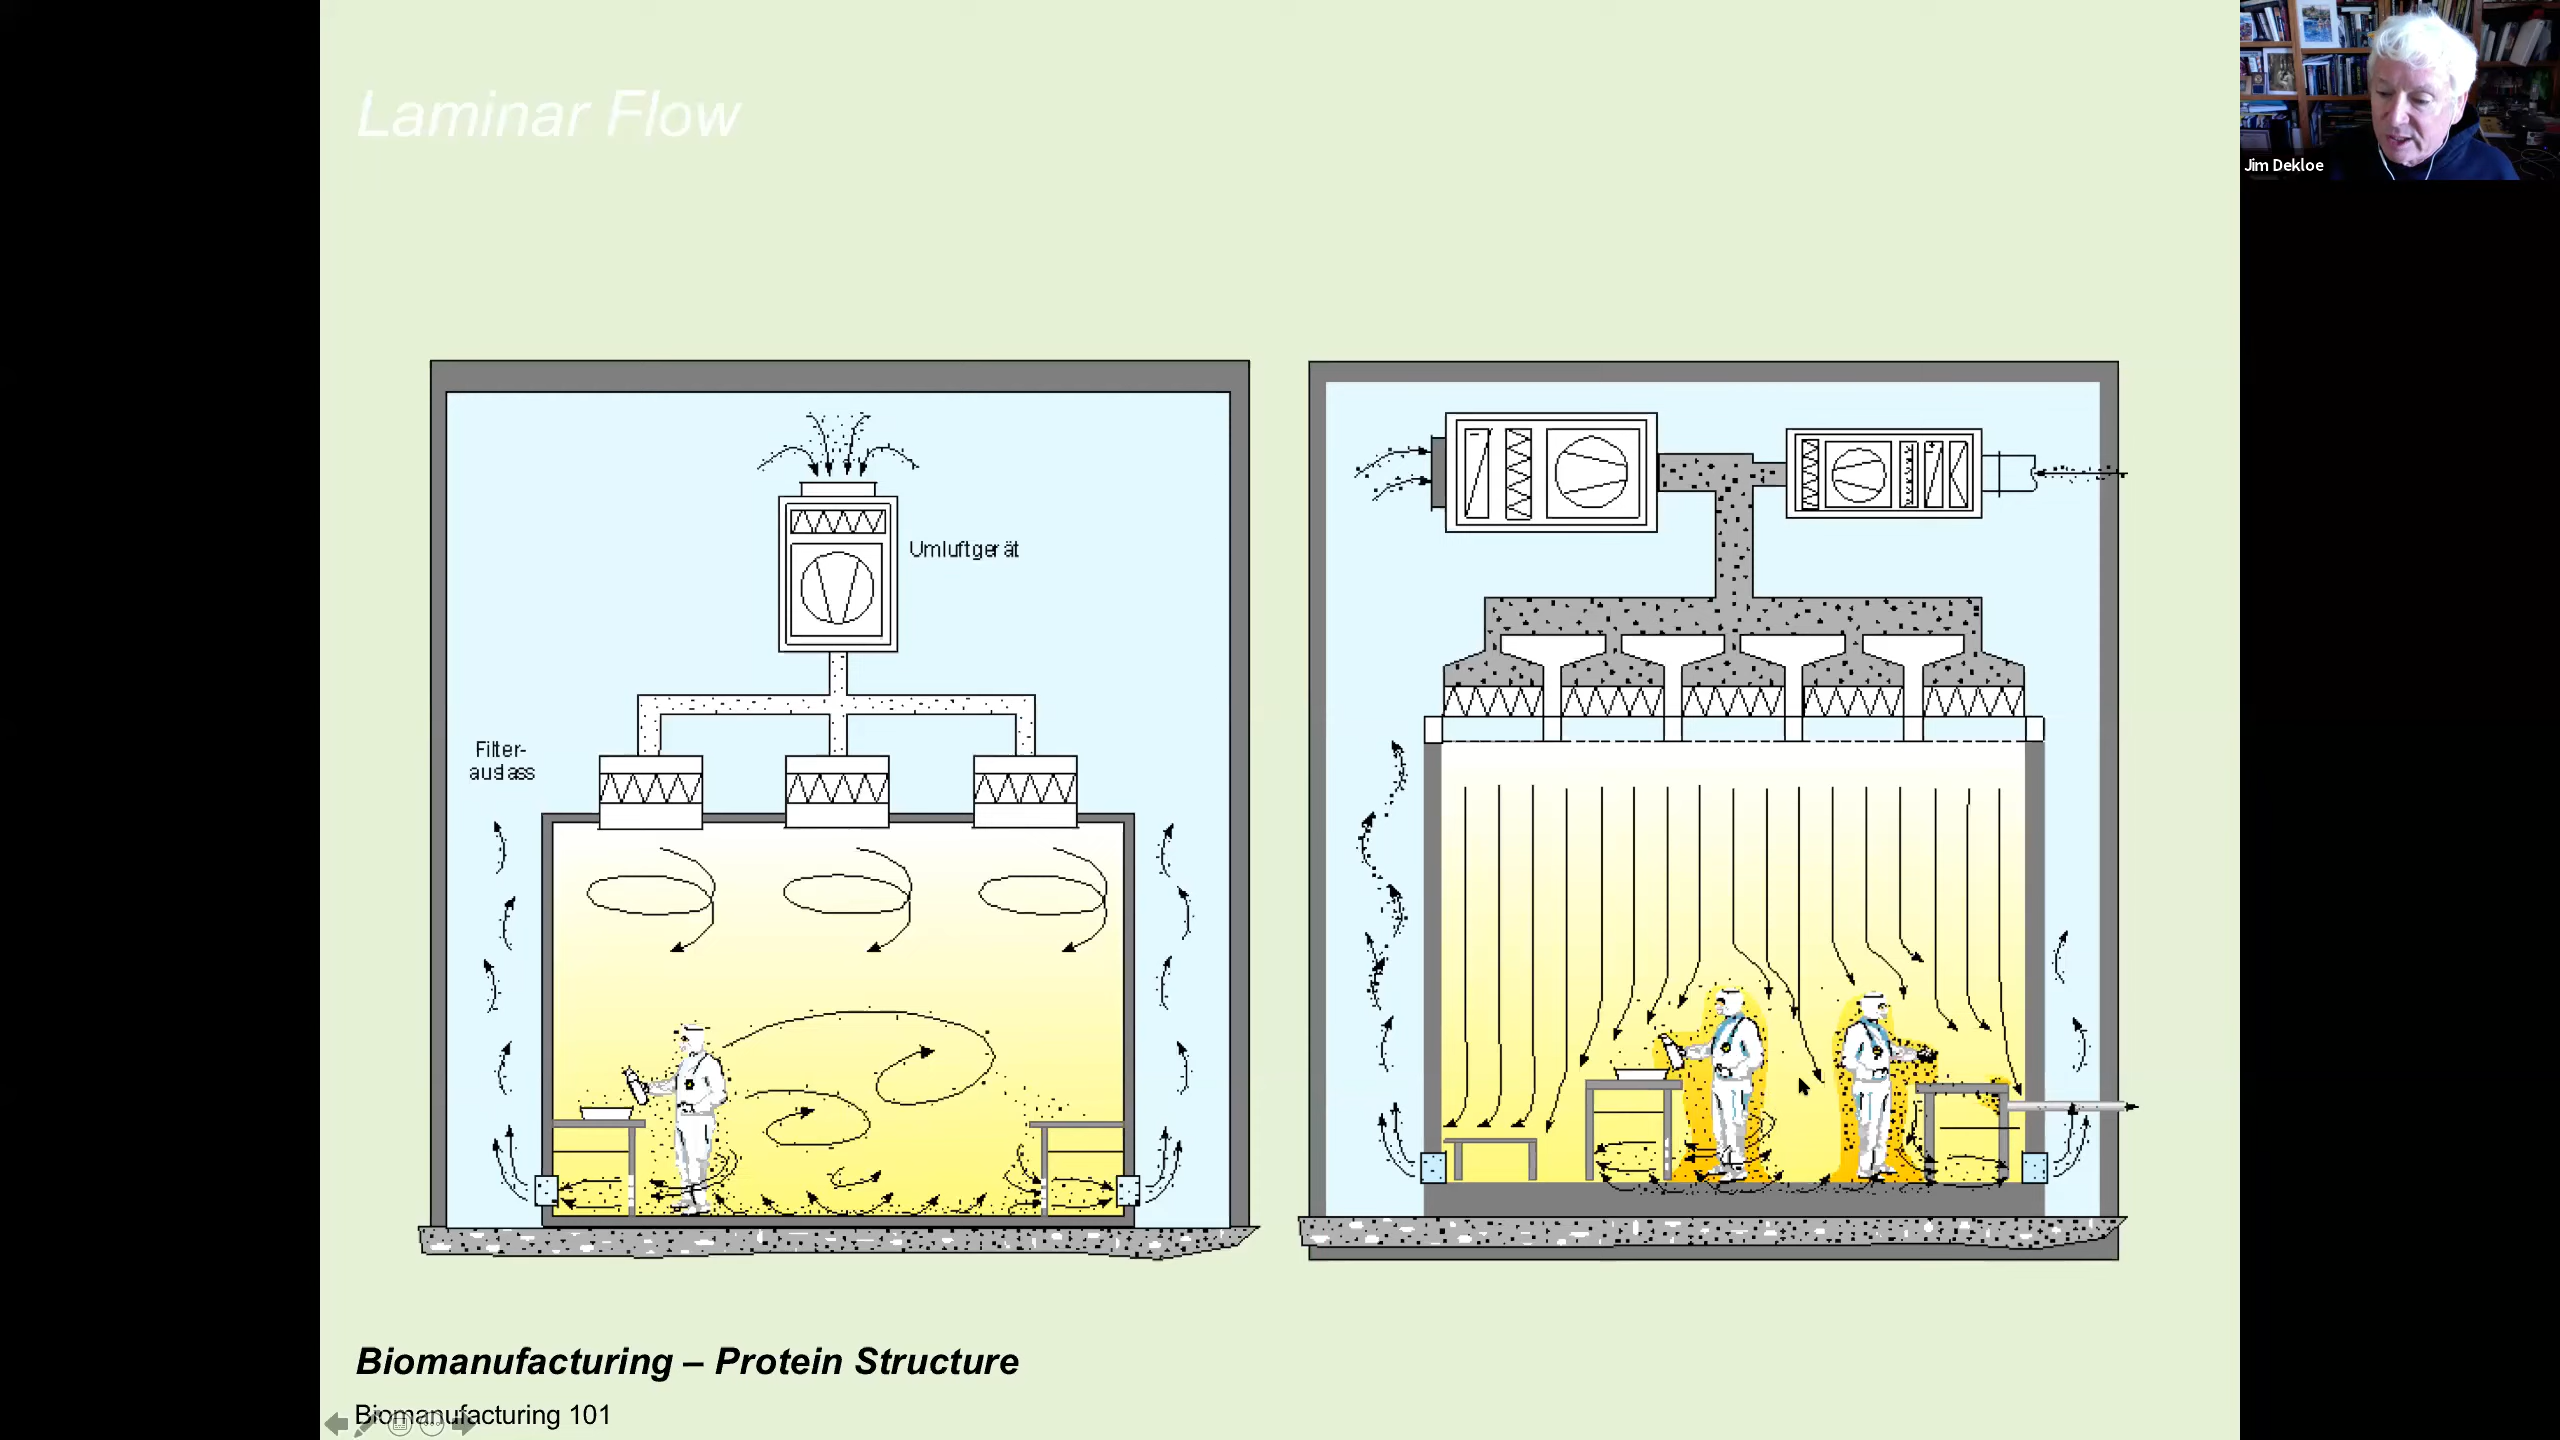 Laminar Flow
Jim Dekloe
Umluftgerät
Filter-
auslass
Biomanufacturing – Protein Structure
Biomanufacturing 101